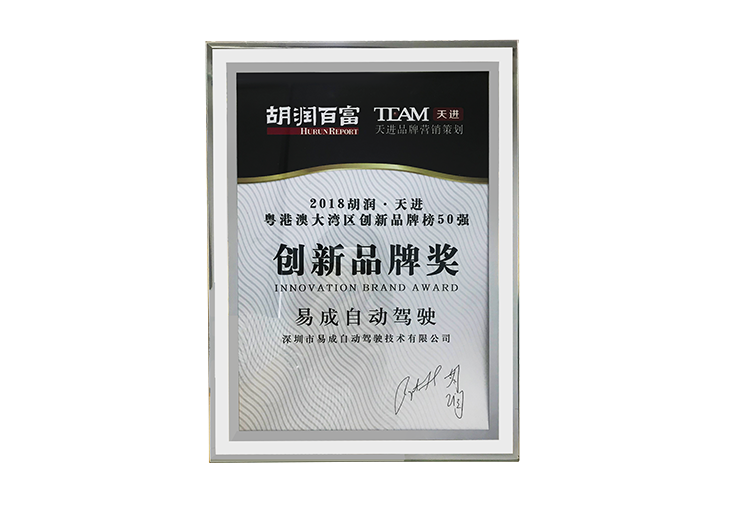 胡润百富 TEAM 天进
HURUN REPORT 天进品牌营销策划
2018胡润·天进
粤港澳大湾区创新品牌榜50强
创新品牌奖
INNOVATION BRAND AWARD
易成自动驾驶
深圳市易成自动驾驶技术有限公司
胡润